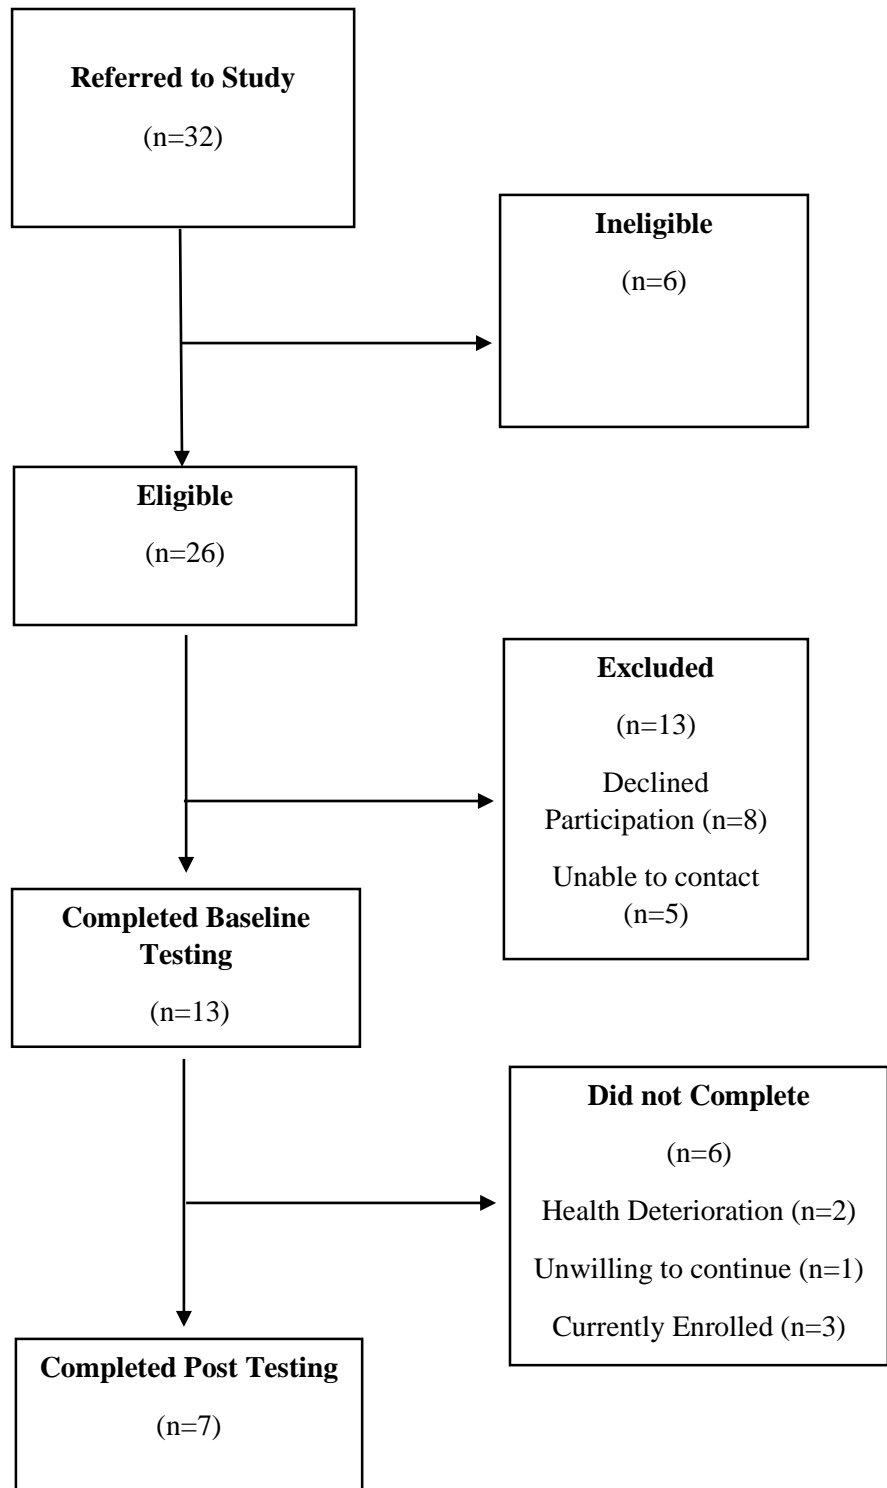 Referred to Study
(n=32)
Ineligible
(n=6)
Eligible
(n=26)
Excluded
(n=13)
Declined
Participation (n=8)
Unable to contact
(n=5)
Completed Baseline
Testing
(n=13)
Did not Complete
(n=6)
Health Deterioration (n=2)
Unwilling to continue (n=1)
Currently Enrolled (n=3)
Completed Post Testing
(n=7)